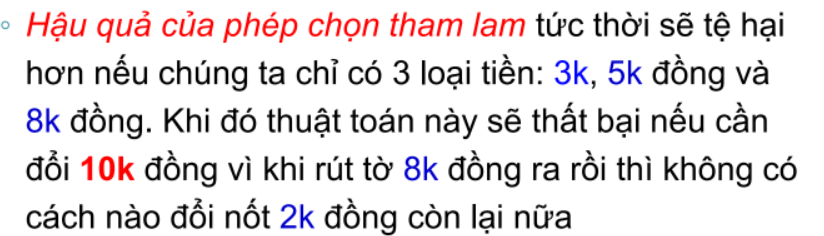 ◦ Hậu quả của phép chọn tham lam tức thời sẽ tệ hại
hơn nếu chúng ta chỉ có 3 loại tiền: 3k, 5k đồng và
8k đồng. Khi đó thuật toán này sẽ thất bại nếu cần
đổi 10k đồng vì khi rút tờ 8k đồng ra rồi thì không có
cách nào đổi nốt 2k đồng còn lại nữa